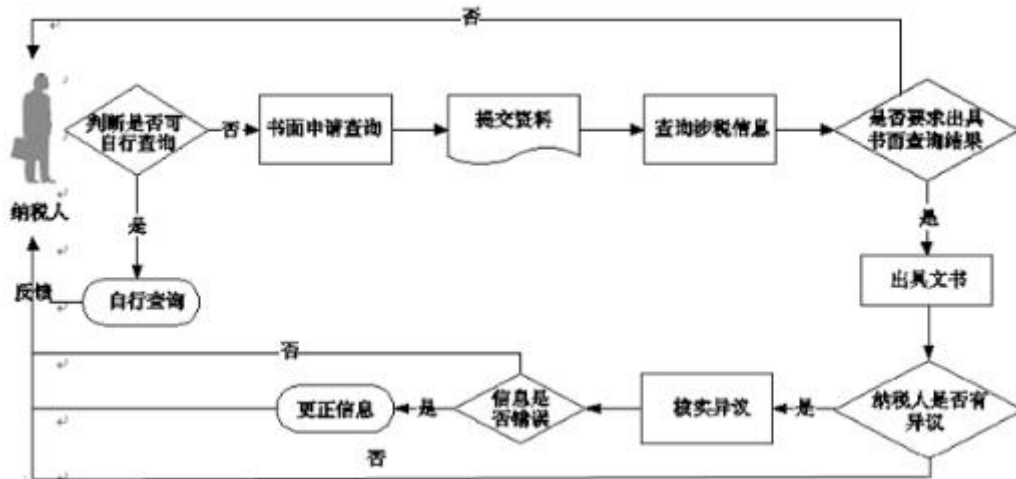 否
判断是否可
自行查询
否
书面申请查询
提交资料
查询涉税信息
是否要求出具
书面查询结果
纳税人
是
是
反馈
自行查询
出具文书
否
更正信息
是
信息是
否错误
核实异议
是
纳税人是否有
异议
否